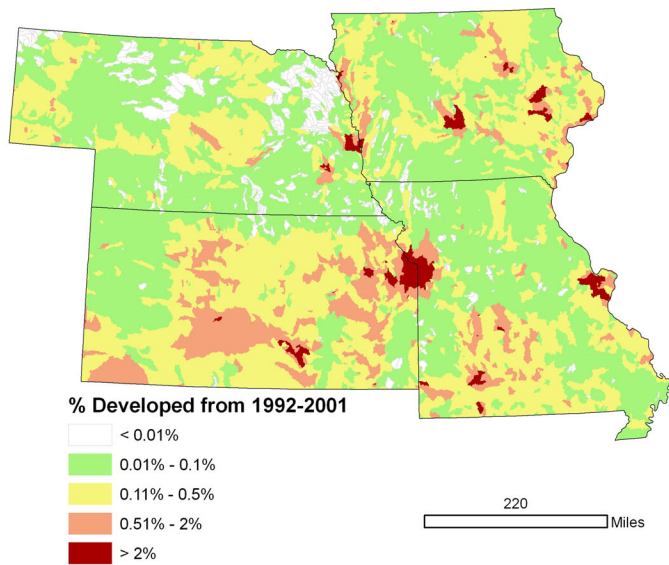 % Developed from 1992-2001
< 0.01%
0.01% - 0.1%
0.11% - 0.5%
0.51% - 2%
> 2%
220
Miles